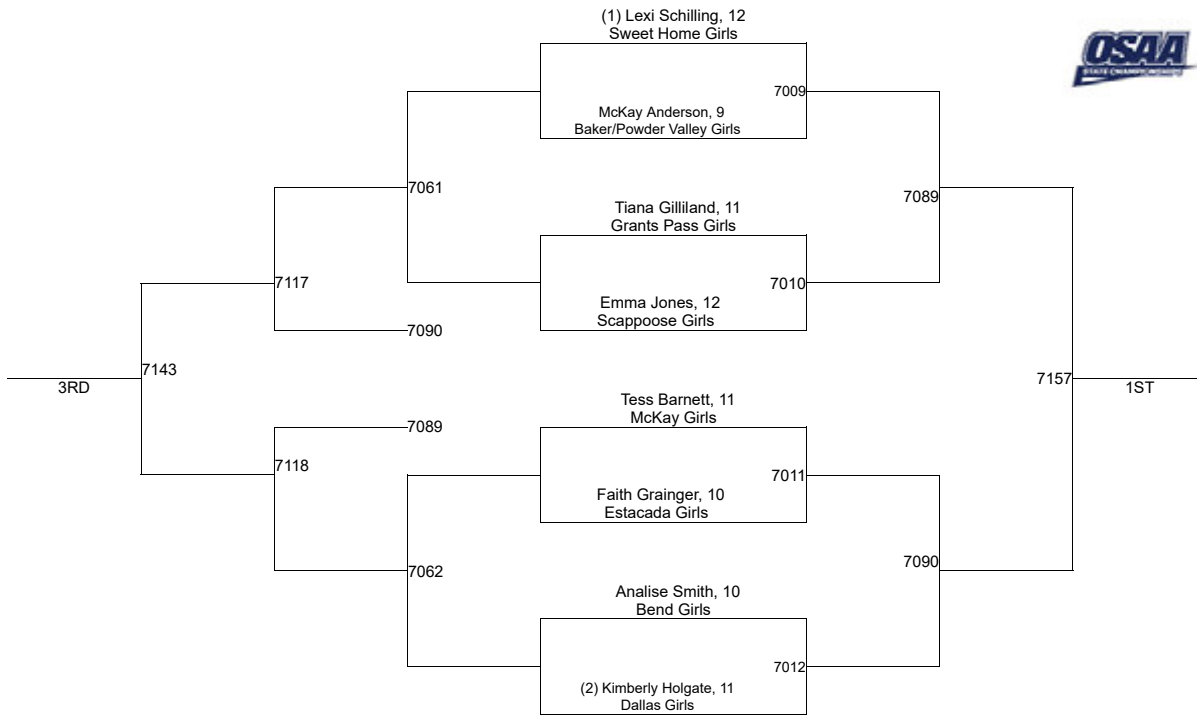 (1) Lexi Schilling, 12
Sweet Home Girls
OSAA
STATE CHAMPIONSHIPS
7009
McKay Anderson, 9
Baker/Powder Valley Girls
7061
7089
Tiana Gilliland, 11
Grants Pass Girls
7117
7010
Emma Jones, 12
Scappoose Girls
7090
7143
3RD
7157
1ST
Tess Barnett, 11
McKay Girls
7089
7118
7011
Faith Grainger, 10
Estacada Girls
7062
7090
Analise Smith, 10
Bend Girls
7012
(2) Kimberly Holgate, 11
Dallas Girls